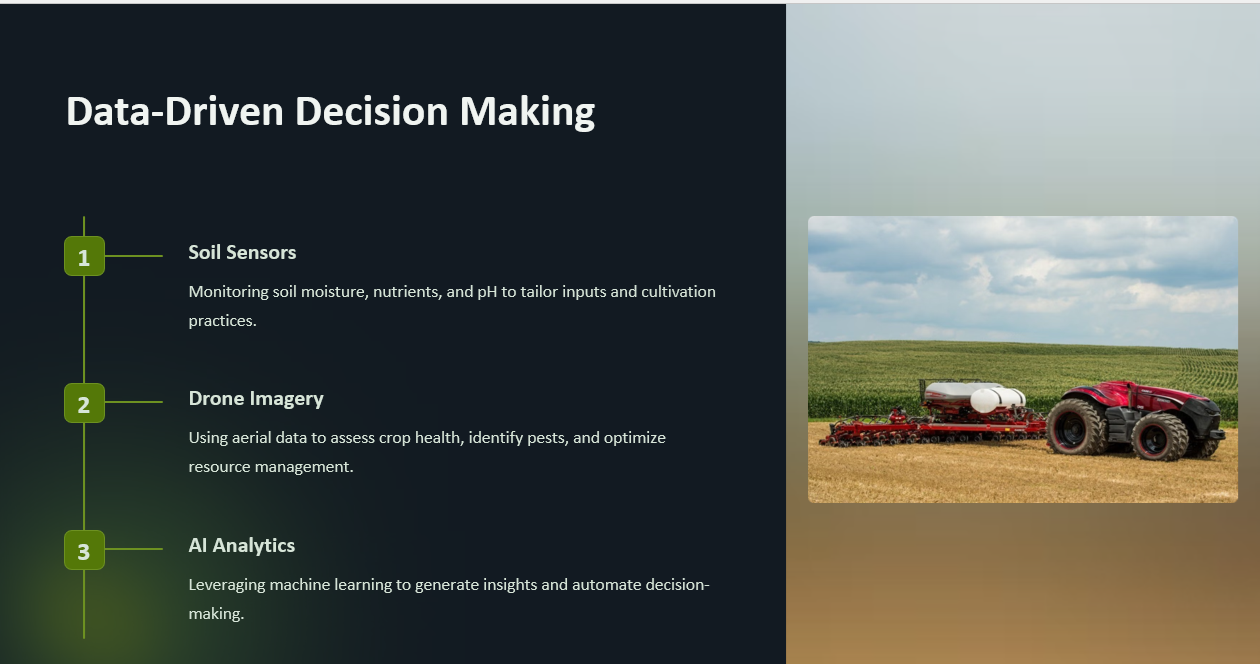 Data-Driven Decision Making
1
Soil Sensors
Monitoring soil moisture, nutrients, and pH to tailor inputs and cultivation
practices.
2
Drone Imagery
Using aerial data to assess crop health, identify pests, and optimize
resource management.
3
AI Analytics
Leveraging machine learning to generate insights and automate decision-
making.